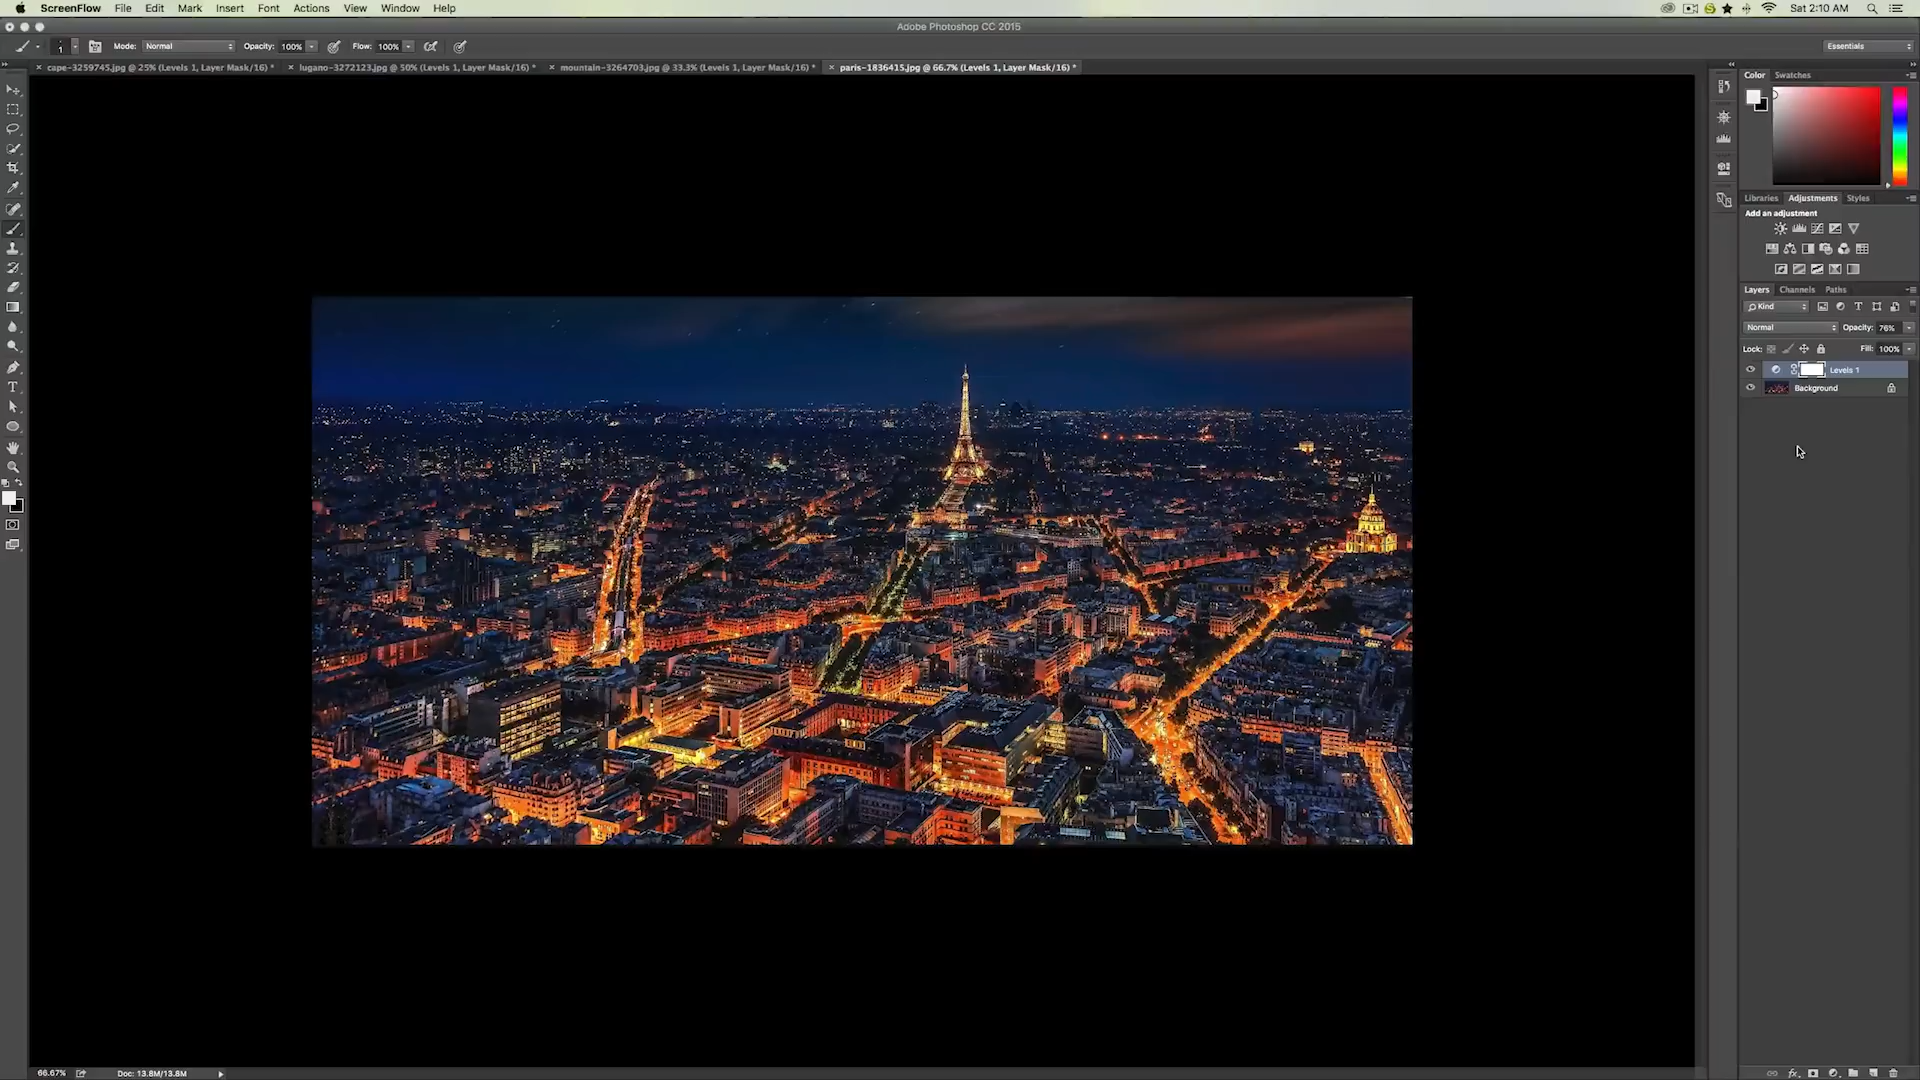 ScreenFlow File Edit Mark Insert Font Actions View Window Help Sat 2:10 AM
Adobe Photoshop CC 2015
1 Mode: Normal Opacity: 100% Flow: 100% Essentials
cape-3259745.jpg @ 25% (Levels 1, Layer Mask/16) * lugano-3272123.jpg @ 50% (Levels 1, Layer Mask/16) * mountain-3264703.jpg @ 33.3% (Levels 1, Layer Mask/16) * paris-1836415.jpg @ 66.7% (Levels 1, Layer Mask/16) *
Color Swatches
Libraries Adjustments Styles
Add an adjustment
Layers Channels Paths
Kind
Normal Opacity: 76%
Lock: Fill: 100%
Levels 1
Background
66.67% Doc: 13.8M/13.8M